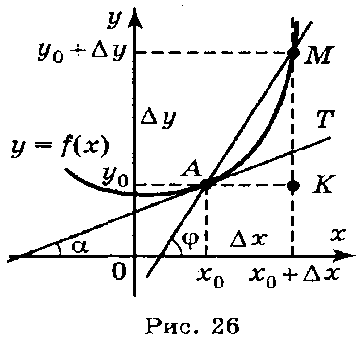 y
y₀ + Δy
M
Δy
T
y = f(x)
y₀
A
K
α
φ
Δx
x
0
x₀
x₀ + Δx
Рис. 26